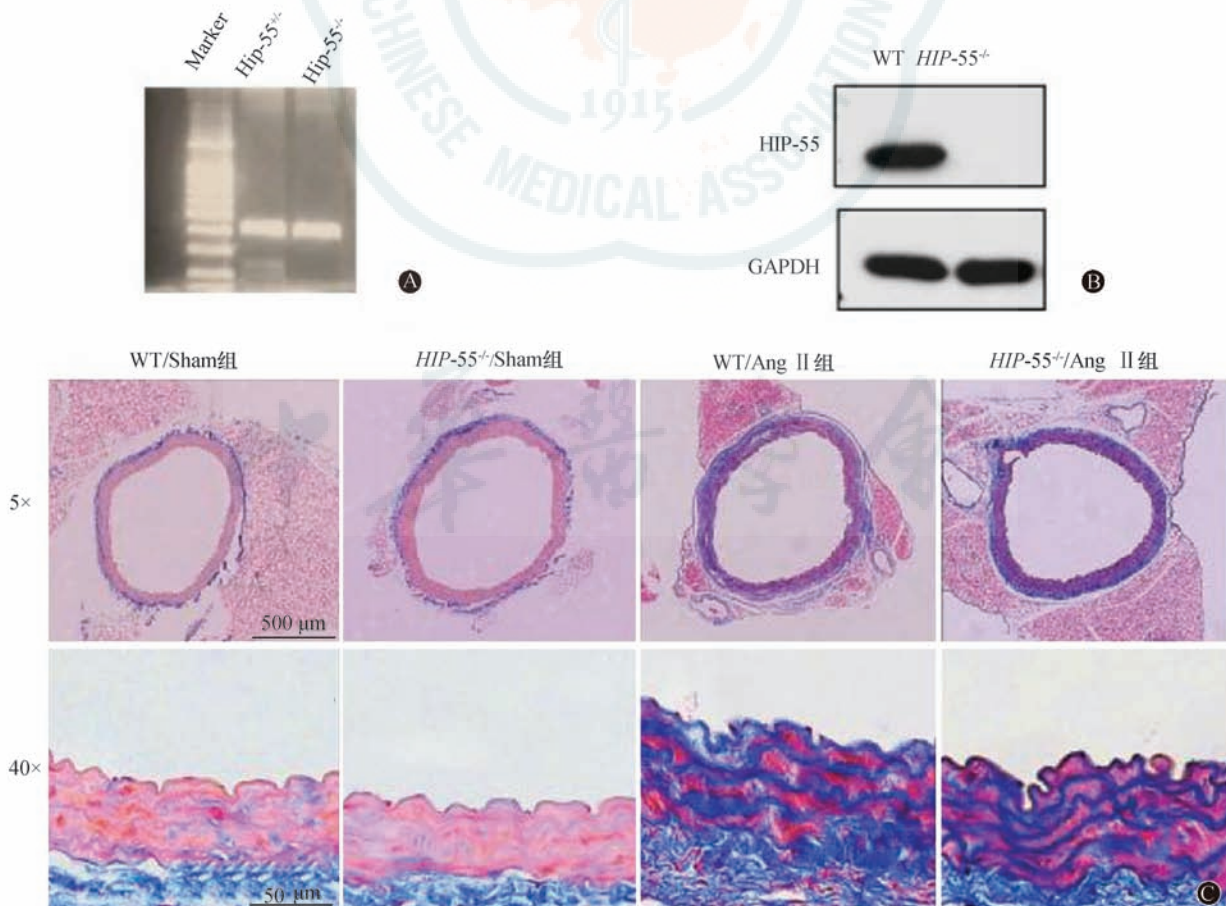 Marker
Hip-55+/-
Hip-55-/-
A
WT HIP-55-/-
HIP-55
GAPDH
B
1915
CHINESE MEDICAL ASSOCIATION
WT/Sham组
HIP-55-/-/Sham组
WT/Ang Ⅱ组
HIP-55-/-/Ang Ⅱ组
5×
500 μm
40×
50 μm
C